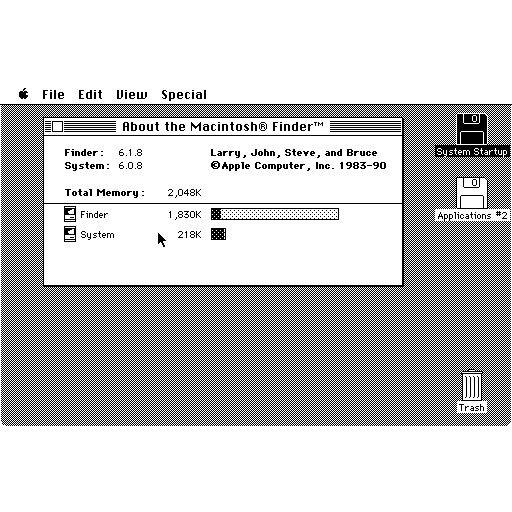 File Edit View Special
About the Macintosh® Finder™
Finder: 6.1.8 Larry, John, Steve, and Bruce
System: 6.0.8 ©Apple Computer, Inc. 1983-90
Total Memory: 2,048K
Finder 1,830K
System 218K
System Startup
Applications #2
Trash